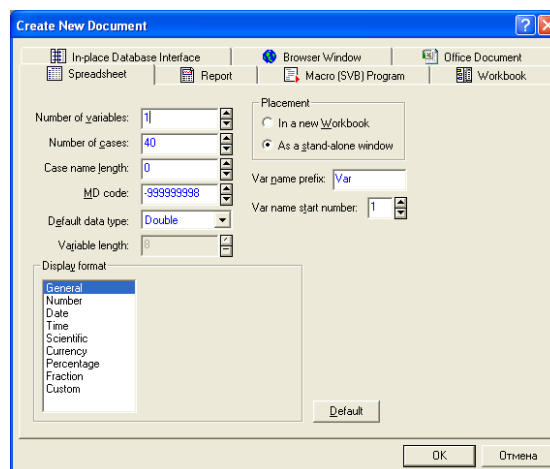 Create New Document
In-place Database Interface
Browser Window
Office Document
Spreadsheet
Report
Macro (SVB) Program
Workbook
Number of variables: 1
Number of cases: 40
Case name length: 0
MD code: -999999998
Default data type: Double
Variable length: 8
Placement
In a new Workbook
As a stand-alone window
Var name prefix: Var
Var name start number: 1
Display format
General
Number
Date
Time
Scientific
Currency
Percentage
Fraction
Custom
Default
OK
Отмена